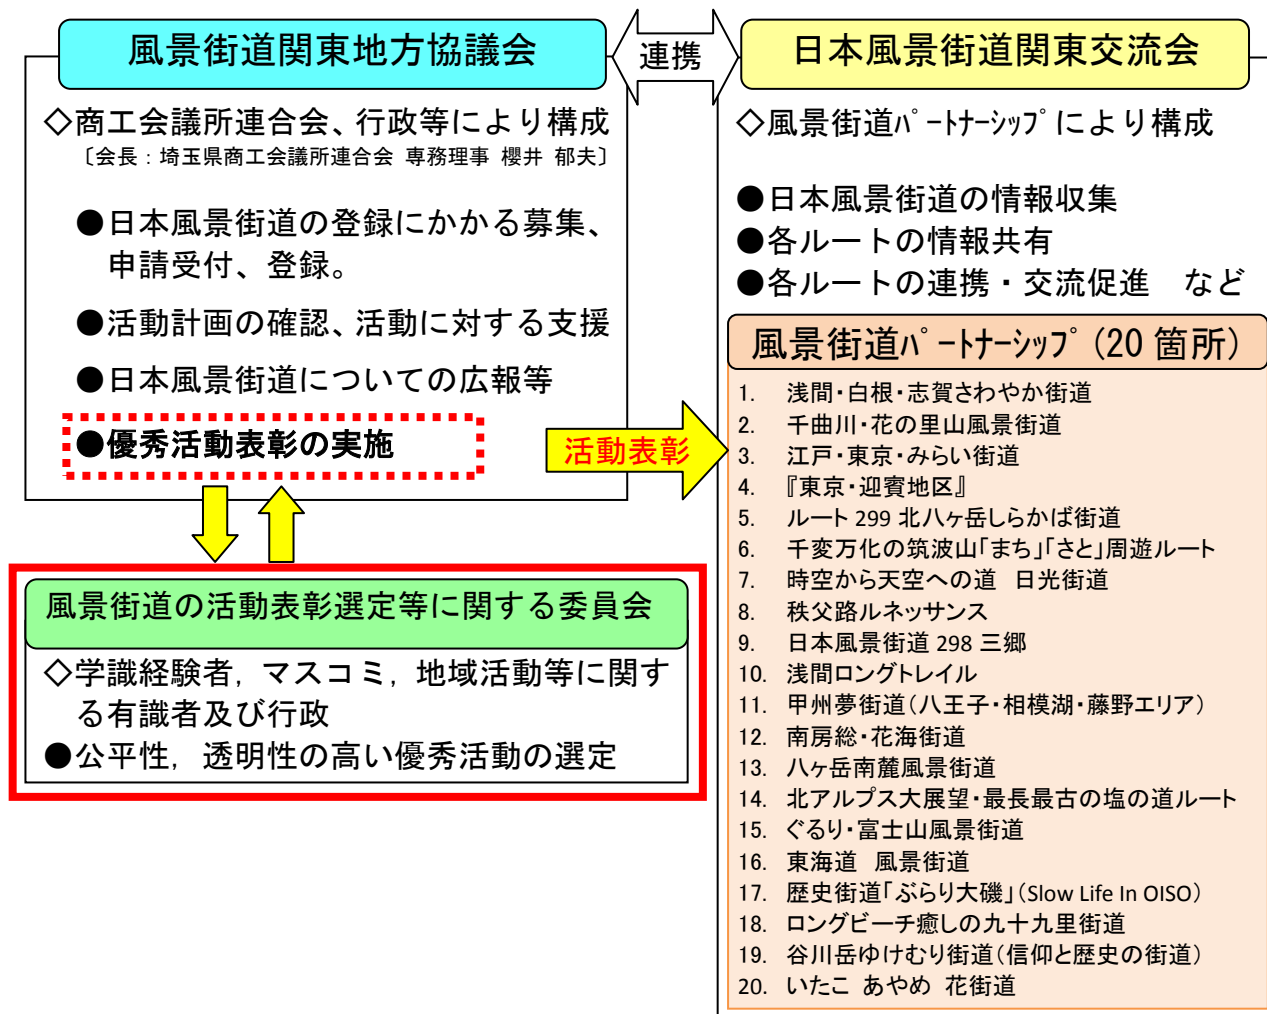 風景街道関東地方協議会
連携
日本風景街道関東交流会
◇商工会議所連合会、行政等により構成
〔会長：埼玉県商工会議所連合会 専務理事 櫻井 郁夫〕
●日本風景街道の登録にかかる募集、
申請受付、登録。
●活動計画の確認、活動に対する支援
●日本風景街道についての広報等
●優秀活動表彰の実施
活動表彰
◇風景街道ﾊﾟｰﾄﾅｰｼｯﾌﾟにより構成
●日本風景街道の情報収集
●各ルートの情報共有
●各ルートの連携・交流促進　など
風景街道ﾊﾟｰﾄﾅｰｼｯﾌﾟ（20 箇所）
1. 浅間・白根・志賀さわやか街道
2. 千曲川・花の里山風景街道
3. 江戸・東京・みらい街道
4. 『東京・迎賓地区』
5. ルート 299 北八ヶ岳しらかば街道
6. 千変万化の筑波山「まち」「さと」周遊ルート
7. 時空から天空への道　日光街道
8. 秩父路ルネッサンス
9. 日本風景街道 298 三郷
10. 浅間ロングトレイル
11. 甲州夢街道（八王子・相模湖・藤野エリア）
12. 南房総・花海街道
13. 八ヶ岳南麓風景街道
14. 北アルプス大展望・最長最古の塩の道ルート
15. ぐるり・富士山風景街道
16. 東海道　風景街道
17. 歴史街道「ぶらり大磯」（Slow Life In OISO）
18. ロングビーチ癒しの九十九里街道
19. 谷川岳ゆけむり街道（信仰と歴史の街道）
20. いたこ あやめ 花街道
風景街道の活動表彰選定等に関する委員会
◇学識経験者，マスコミ，地域活動等に関す
る有識者及び行政
●公平性，透明性の高い優秀活動の選定